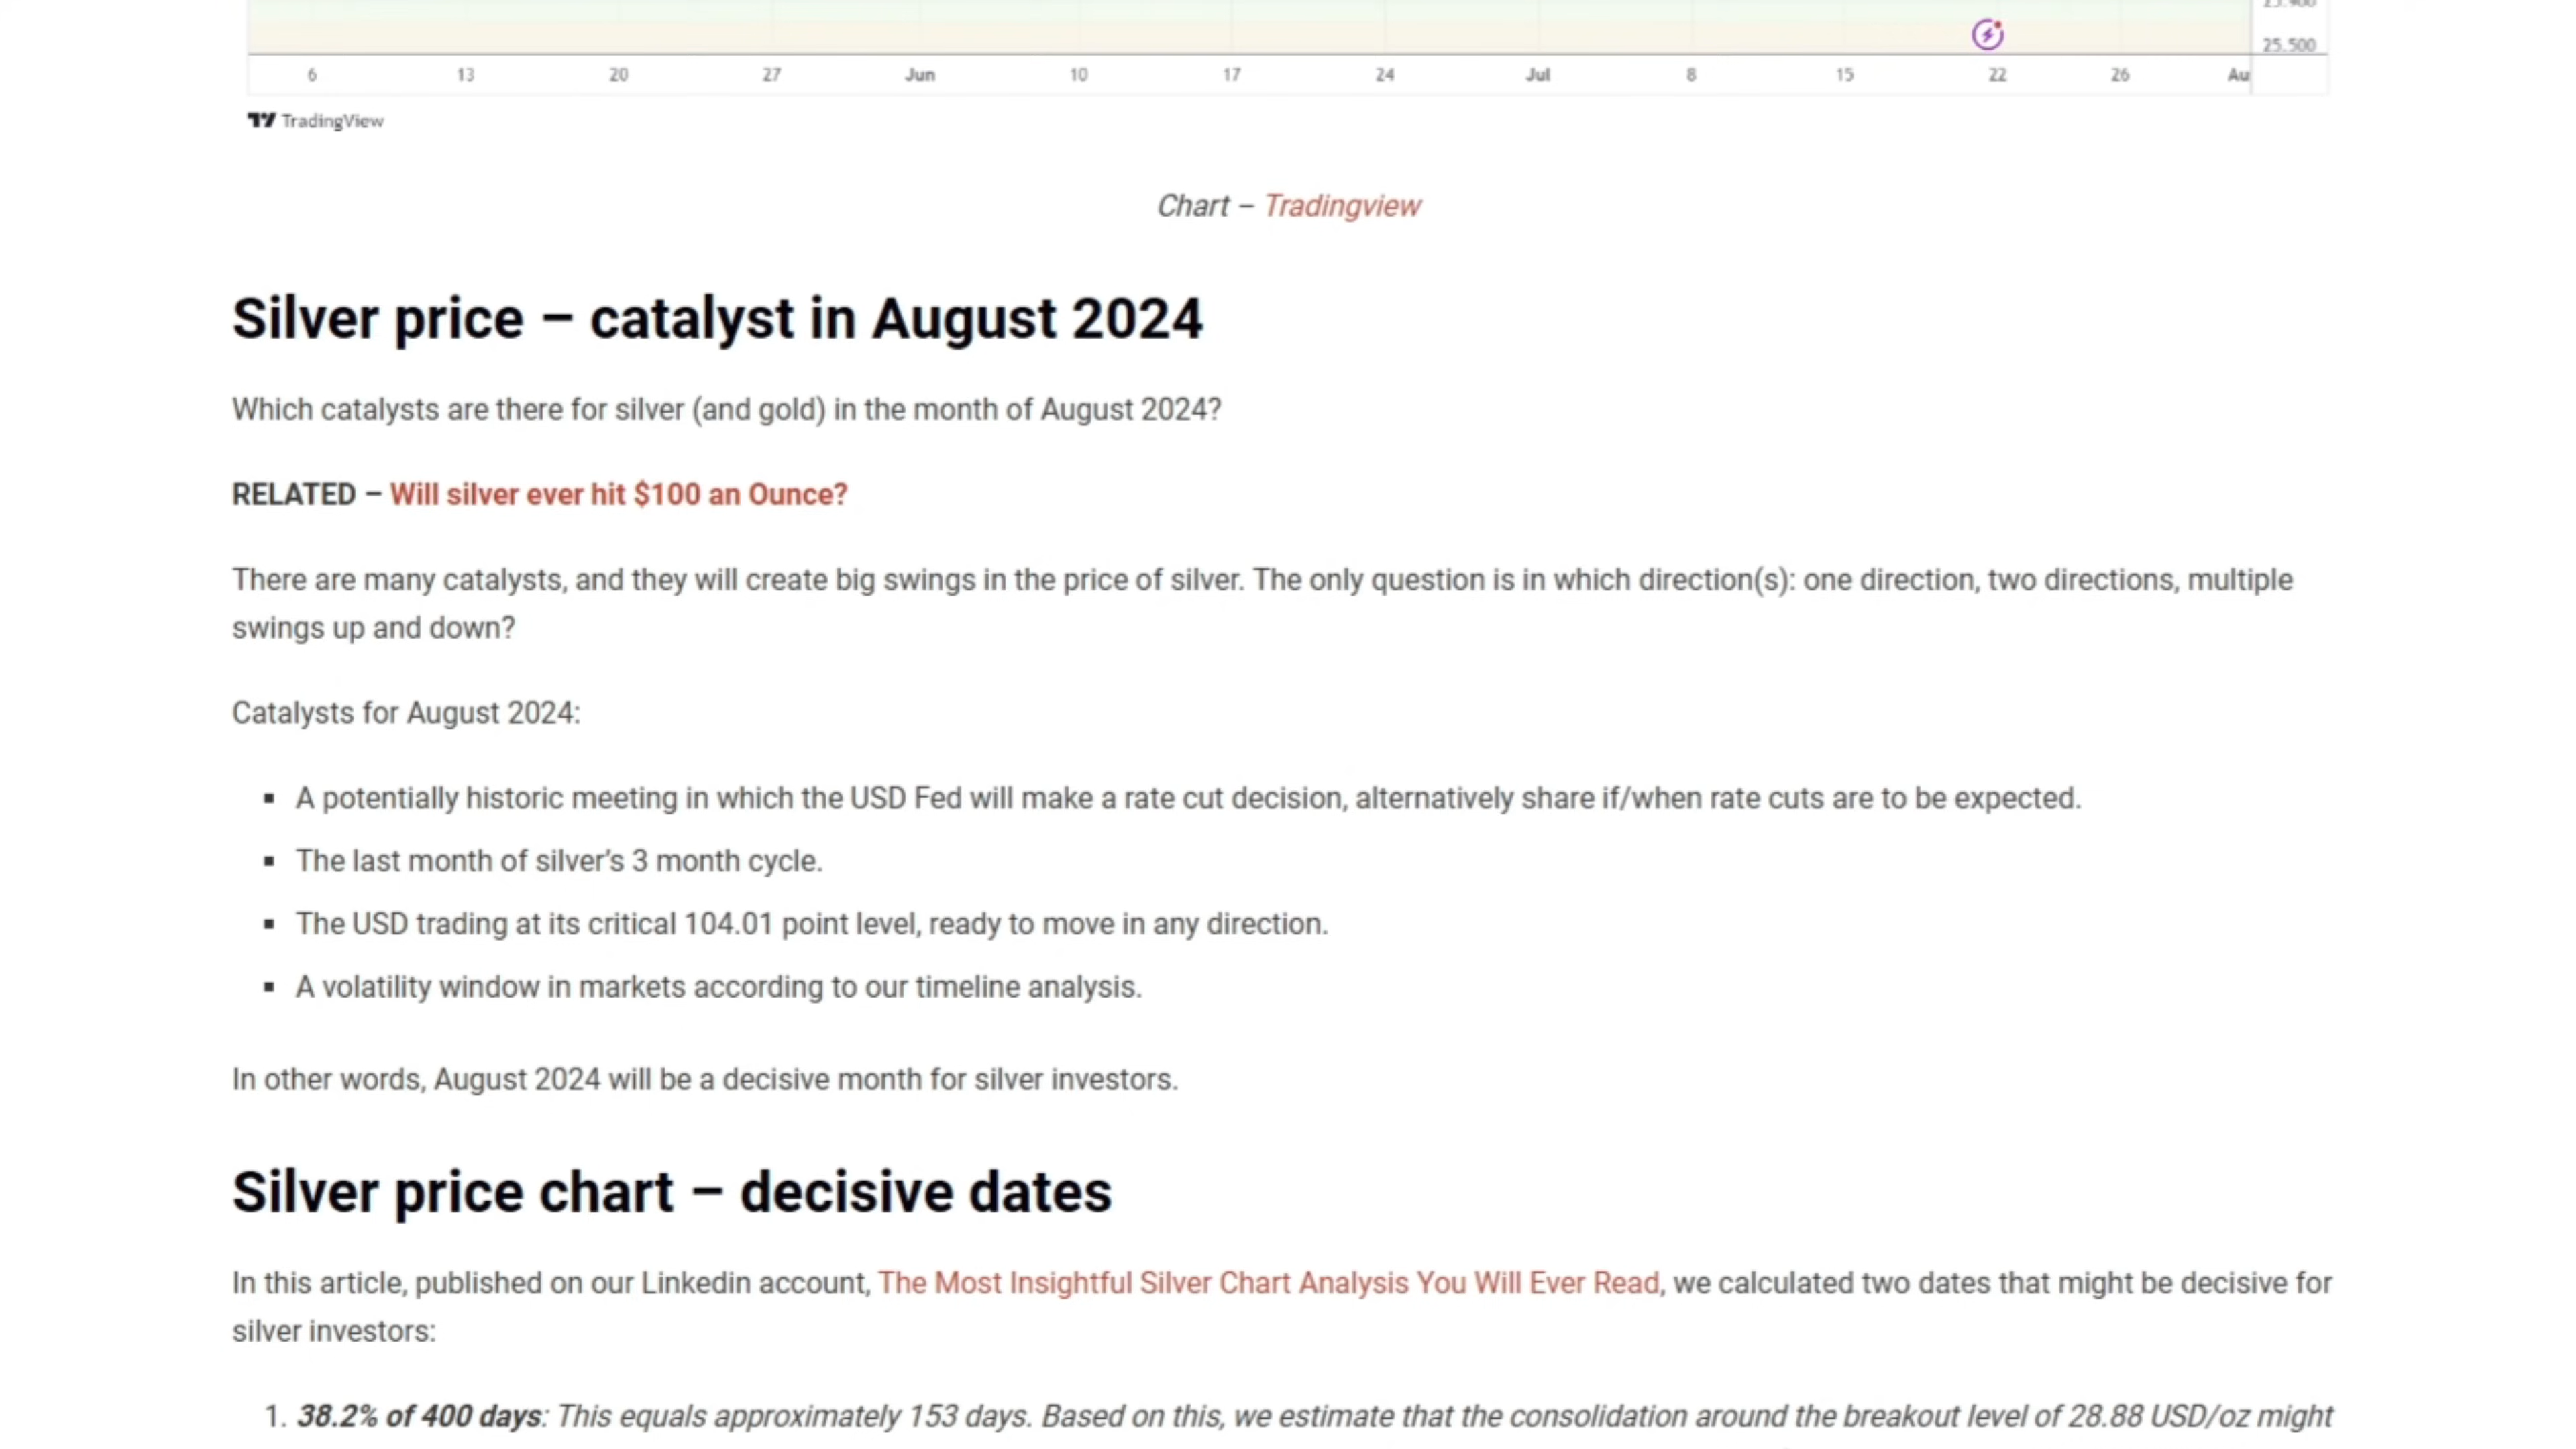 25.500
6 13 20 27 Jun 10 17 24 Jul 8 15 22 26 Au
TradingView
Chart – Tradingview
Silver price – catalyst in August 2024
Which catalysts are there for silver (and gold) in the month of August 2024?
RELATED – Will silver ever hit $100 an Ounce?
There are many catalysts, and they will create big swings in the price of silver. The only question is in which direction(s): one direction, two directions, multiple
swings up and down?
Catalysts for August 2024:
▪ A potentially historic meeting in which the USD Fed will make a rate cut decision, alternatively share if/when rate cuts are to be expected.
▪ The last month of silver's 3 month cycle.
▪ The USD trading at its critical 104.01 point level, ready to move in any direction.
▪ A volatility window in markets according to our timeline analysis.
In other words, August 2024 will be a decisive month for silver investors.
Silver price chart – decisive dates
In this article, published on our Linkedin account, The Most Insightful Silver Chart Analysis You Will Ever Read, we calculated two dates that might be decisive for
silver investors:
1. 38.2% of 400 days: This equals approximately 153 days. Based on this, we estimate that the consolidation around the breakout level of 28.88 USD/oz might